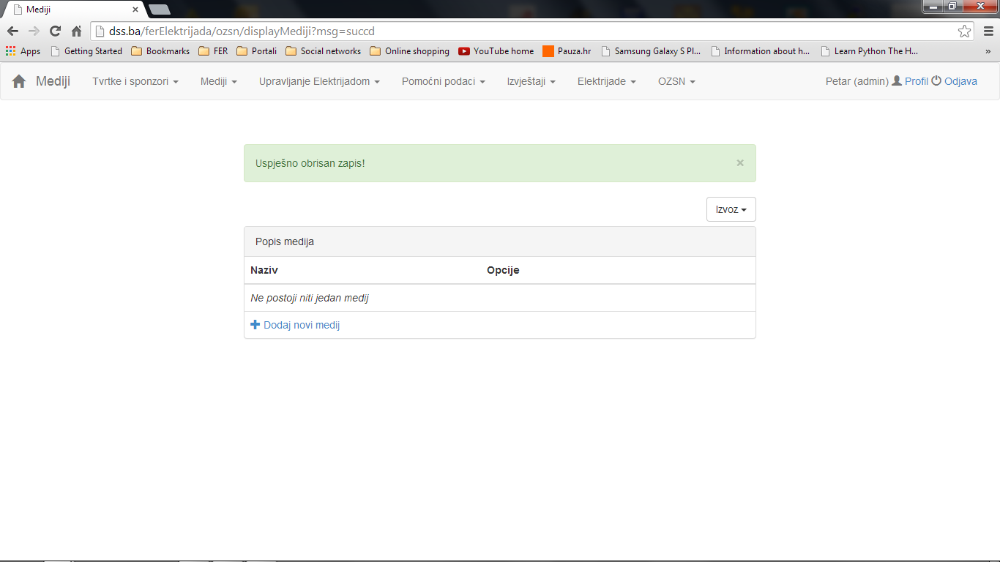 Mediji
dss.ba/ferElektrijada/ozsn/displayMediji?msg=succd
Apps Getting Started Bookmarks FER Portali Social networks Online shopping YouTube home Pauza.hr Samsung Galaxy S Pl... Information about h... Learn Python The H... »
Mediji Tvrtke i sponzori Mediji Upravljanje Elektrijadom Pomoćni podaci Izvještaji Elektrijade OZSN Petar (admin) Profil Odjava
Uspješno obrisan zapis! ×
Izvoz
Popis medija
Naziv Opcije
Ne postoji niti jedan medij
Dodaj novi medij